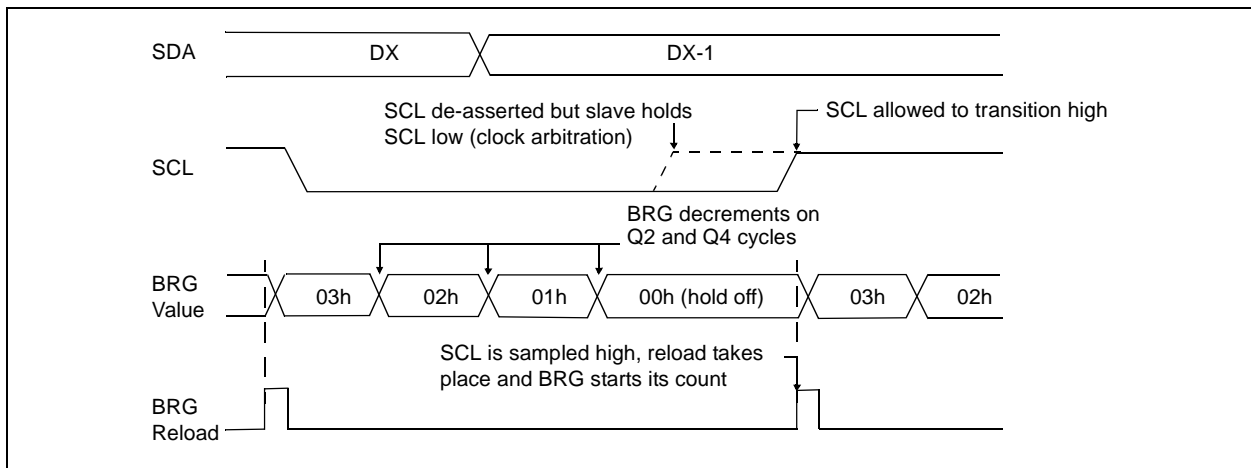 SDA
DX
DX-1
SCL de-asserted but slave holds
SCL low (clock arbitration)
SCL allowed to transition high
SCL
BRG decrements on
Q2 and Q4 cycles
BRG
Value
03h
02h
01h
00h (hold off)
03h
02h
SCL is sampled high, reload takes
place and BRG starts its count
BRG
Reload